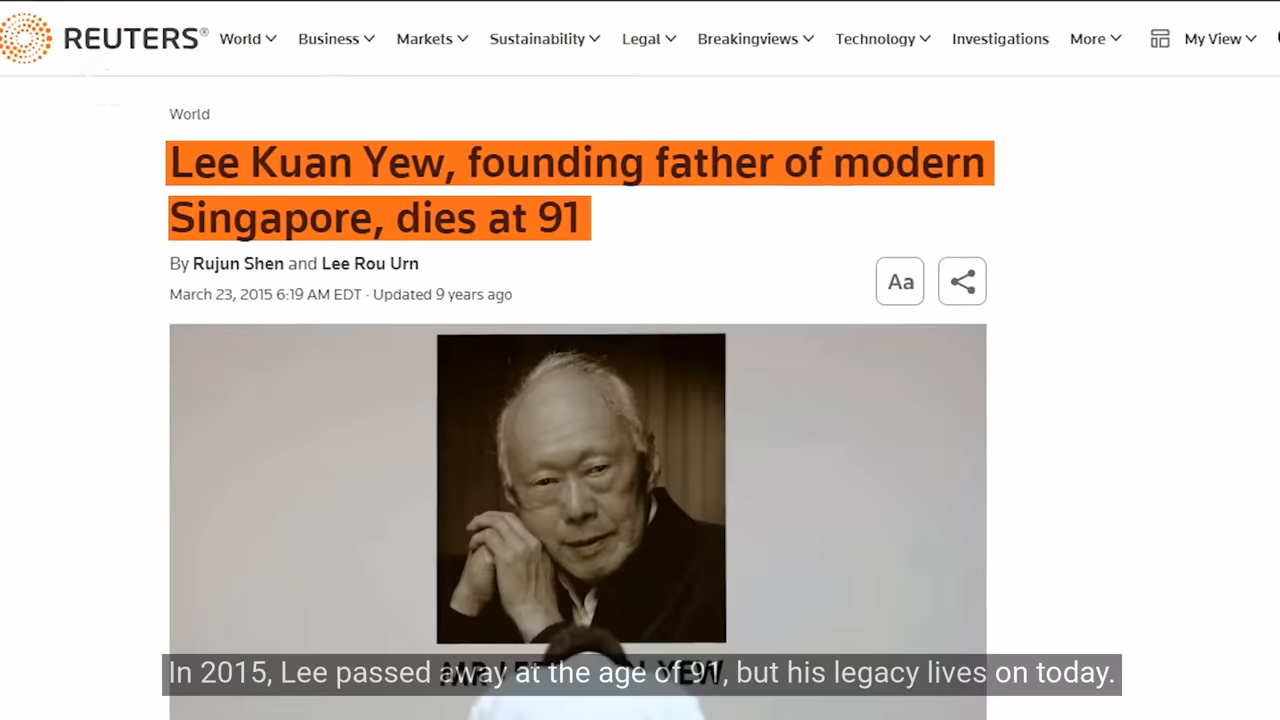 REUTERS® World Business Markets Sustainability Legal Breakingviews Technology Investigations More My View
World
Lee Kuan Yew, founding father of modern
Singapore, dies at 91
By Rujun Shen and Lee Rou Urn
March 23, 2015 6:19 AM EDT · Updated 9 years ago
Aa
In 2015, Lee passed away at the age of 91, but his legacy lives on today.